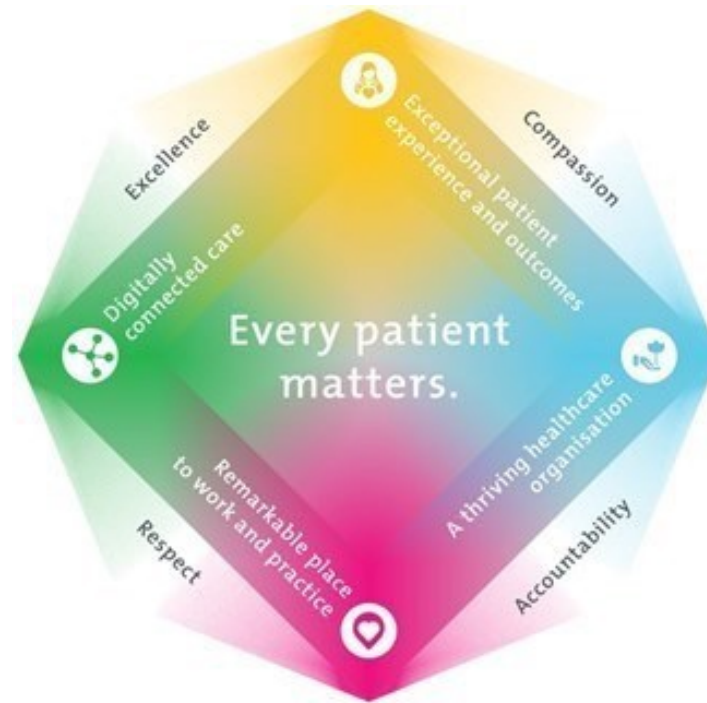 Excellence
Compassion
Exceptional patient
experience and outcomes
Digitally
connected care
Every patient
matters.
Remarkable place
to work and practice
A thriving healthcare
organisation
Respect
Accountability